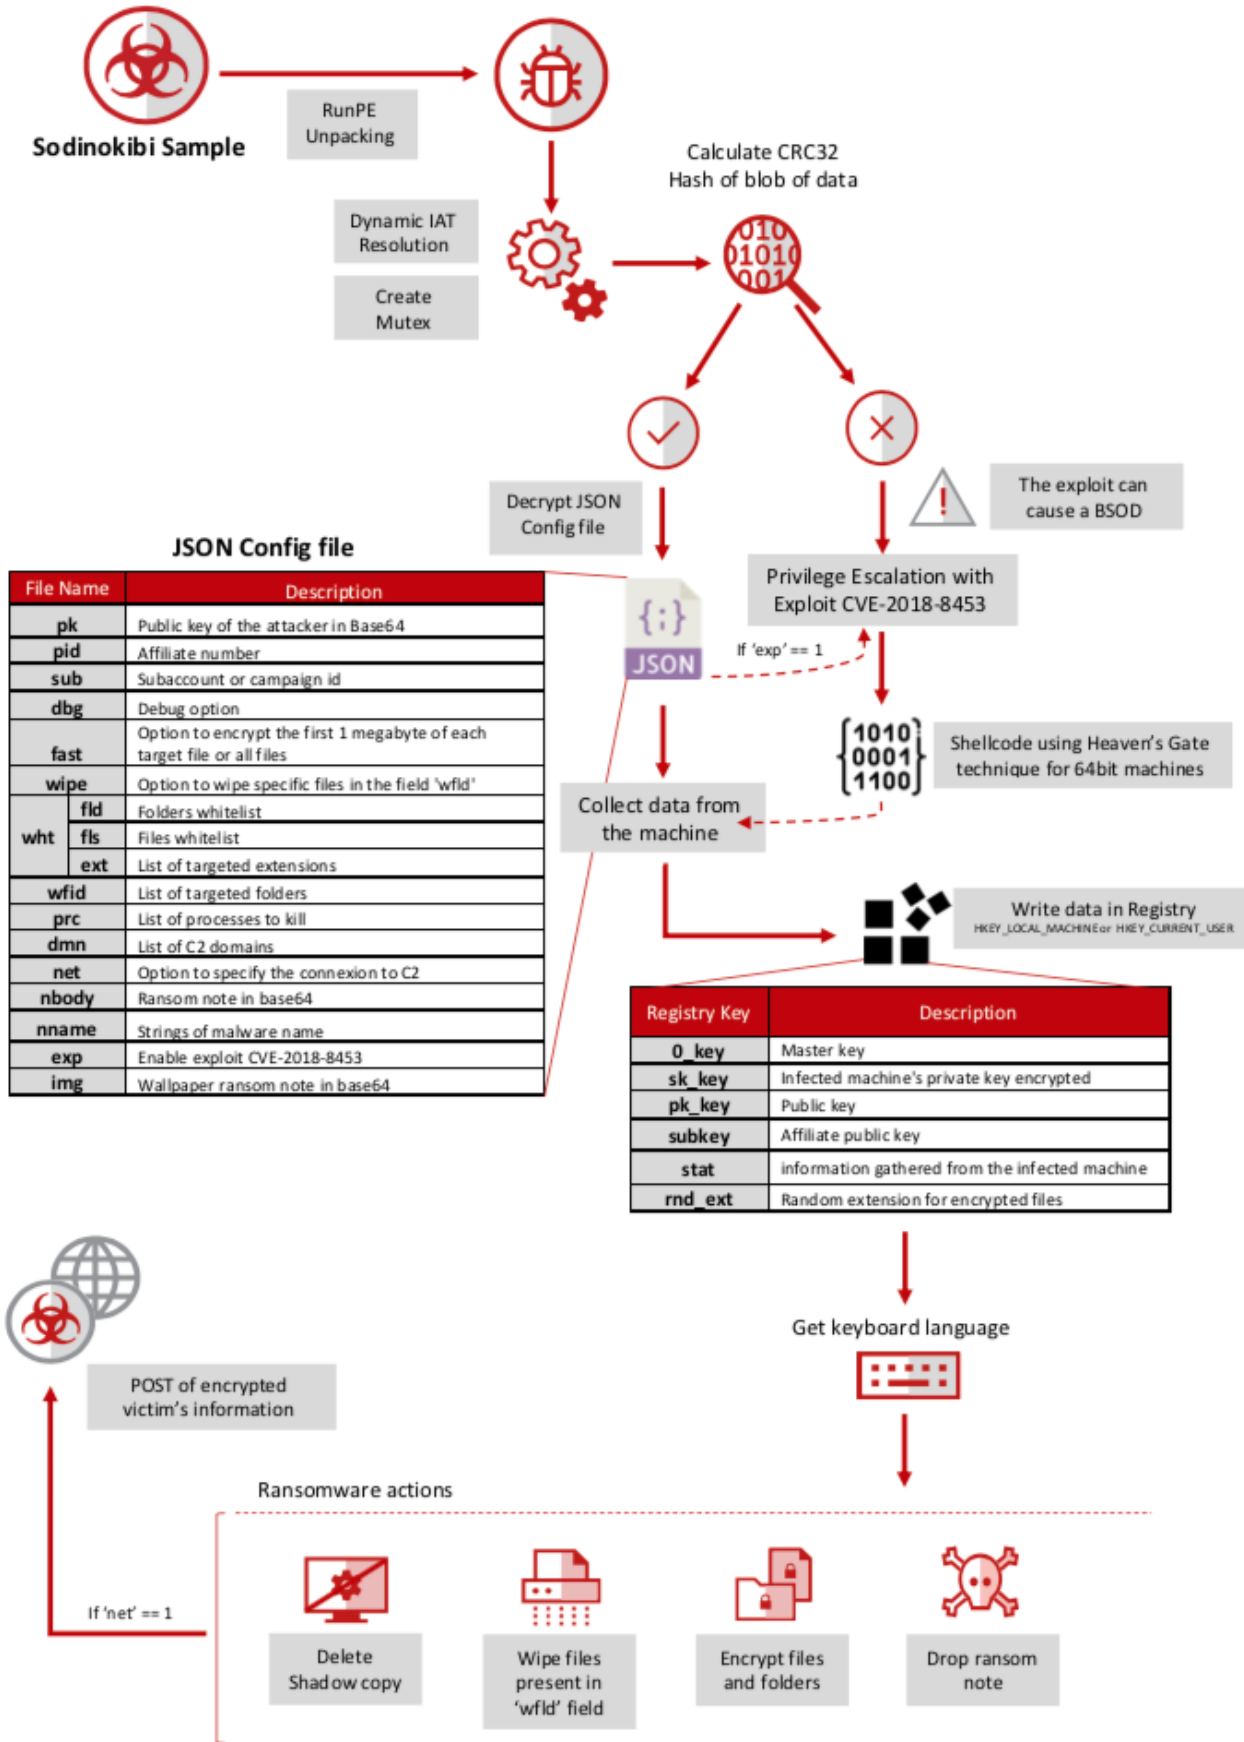 Sodinokibi Sample
RunPE
Unpacking
Dynamic IAT
Resolution
Create
Mutex
Calculate CRC32
Hash of blob of data
010
01010
001
Decrypt JSON
Config file
The exploit can
cause a BSOD
!
Privilege Escalation with
Exploit CVE-2018-8453
{;}
JSON
If 'exp' == 1
{1010
0001
1100}
Shellcode using Heaven's Gate
technique for 64bit machines
Collect data from
the machine
JSON Config file
File Name Description
pk Public key of the attacker in Base64
pid Affiliate number
sub Subaccount or campaign id
dbg Debug option
fast Option to encrypt the first 1 megabyte of each
target file or all files
wipe Option to wipe specific files in the field 'wfld'
wht fld Folders whitelist
fls Files whitelist
ext List of targeted extensions
wfid List of targeted folders
prc List of processes to kill
dmn List of C2 domains
net Option to specify the connexion to C2
nbody Ransom note in base64
nname Strings of malware name
exp Enable exploit CVE-2018-8453
img Wallpaper ransom note in base64
Write data in Registry
HKEY_LOCAL_MACHINE or HKEY_CURRENT_USER
Registry Key Description
0_key Master key
sk_key Infected machine's private key encrypted
pk_key Public key
subkey Affiliate public key
stat information gathered from the infected machine
rnd_ext Random extension for encrypted files
Get keyboard language
POST of encrypted
victim's information
Ransomware actions
If 'net' == 1
Delete
Shadow copy
Wipe files
present in
'wfld' field
Encrypt files
and folders
Drop ransom
note